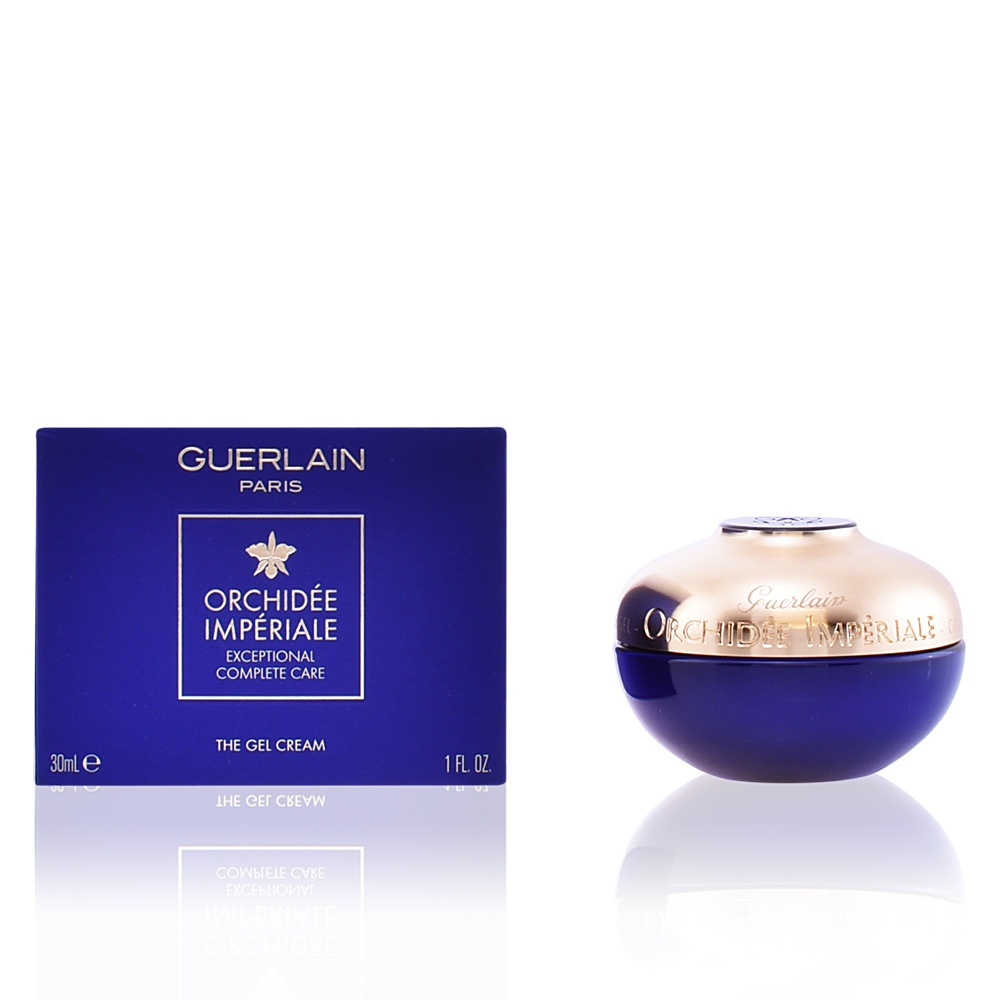 GUERLAIN
PARIS
ORCHIDÉE
IMPÉRIALE
EXCEPTIONAL
COMPLETE CARE
THE GEL CREAM
30mL e
1 FL. OZ.
Guerlain
ORCHIDÉE IMPÉRIALE